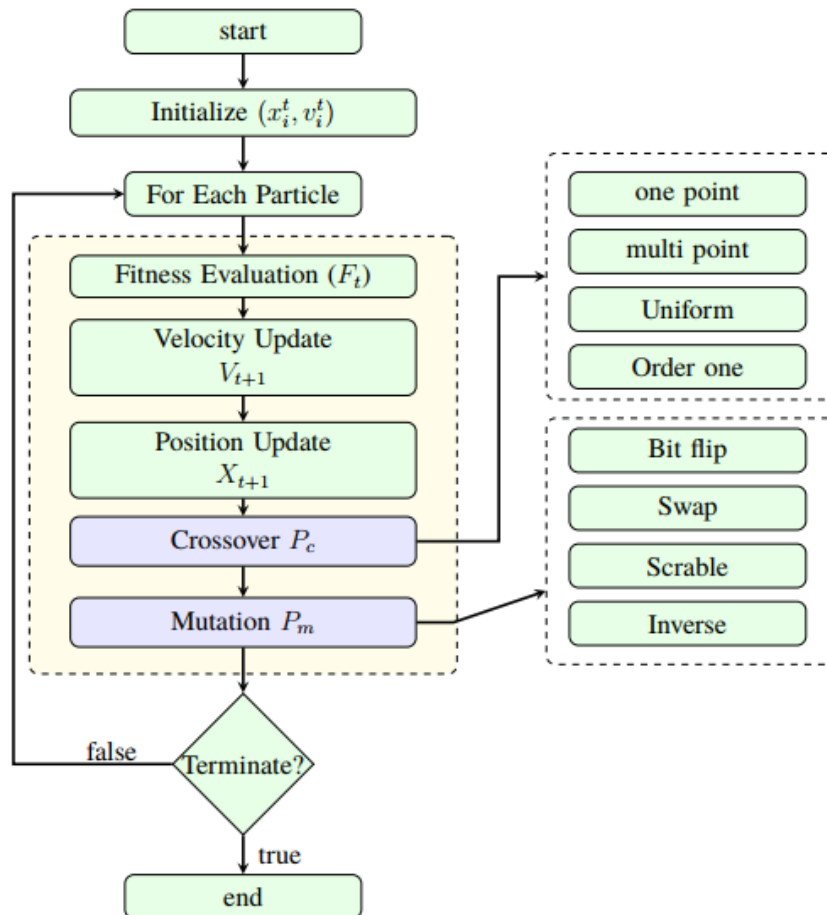 start
Initialize $(x_i^t, v_i^t)$
For Each Particle
Fitness Evaluation $(F_t)$
Velocity Update
$V_{t+1}$
Position Update
$X_{t+1}$
Crossover $P_c$
Mutation $P_m$
Terminate?
false
true
end
one point
multi point
Uniform
Order one
Bit flip
Swap
Scrable
Inverse